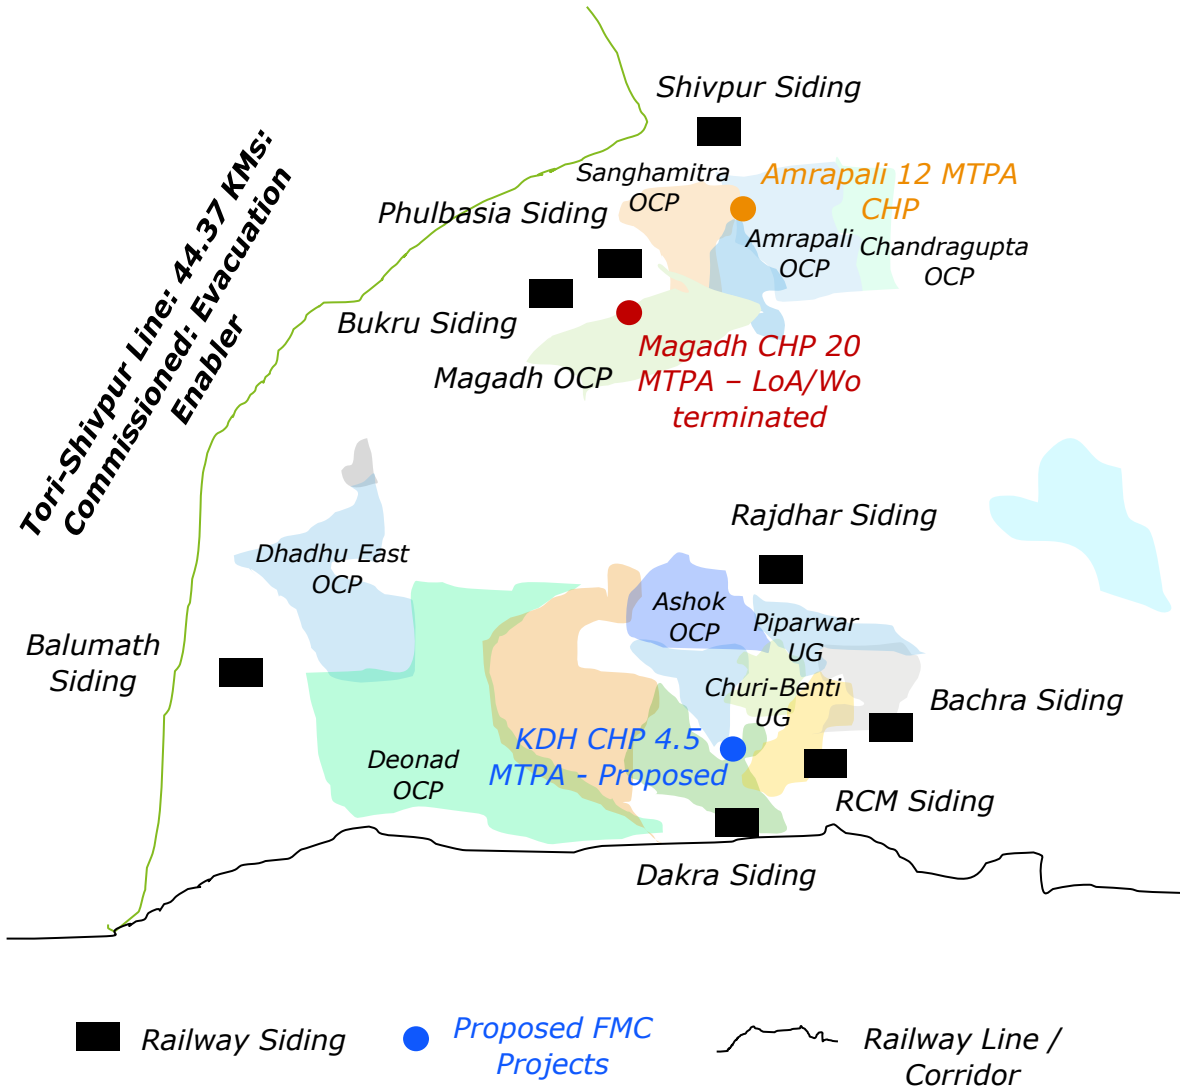 Shivpur Siding
Tori-Shivpur Line: 44.37 KMs:
Commissioned: Evacuation
Enabler
Sanghamitra
OCP
Amrapali 12 MTPA
CHP
Phulbasia Siding
Amrapali
OCP
Chandragupta
OCP
Bukru Siding
Magadh OCP
Magadh CHP 20
MTPA – LoA/Wo
terminated
Rajdhar Siding
Dhadhu East
OCP
Ashok
OCP
Piparwar
UG
Balumath
Siding
Churi-Benti
UG
Bachra Siding
KDH CHP 4.5
MTPA - Proposed
Deonad
OCP
RCM Siding
Dakra Siding
Railway Siding
Proposed FMC
Projects
Railway Line /
Corridor